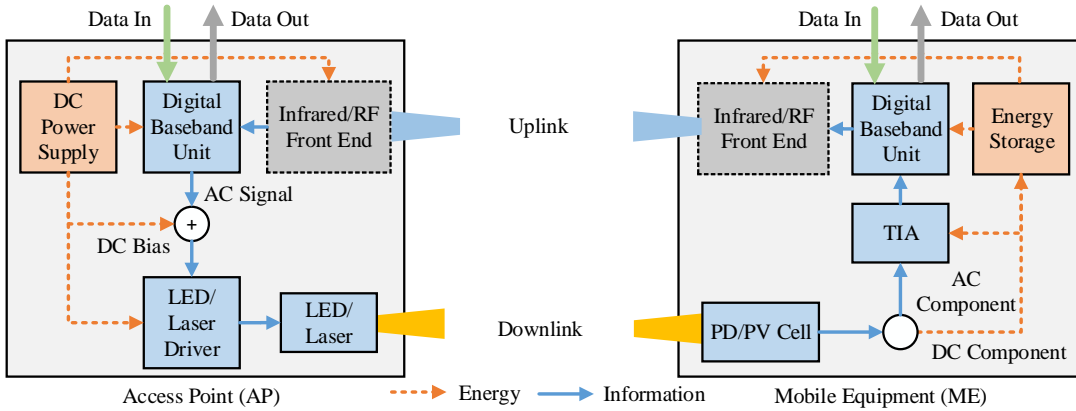 Data In
Data Out
DC
Power
Supply
Digital
Baseband
Unit
Infrared/RF
Front End
AC Signal
+
DC Bias
LED/
Laser
Driver
LED/
Laser
Access Point (AP)
Uplink
Downlink
Energy
Information
Data In
Data Out
Infrared/RF
Front End
Digital
Baseband
Unit
Energy
Storage
TIA
AC
Component
PD/PV Cell
DC Component
Mobile Equipment (ME)